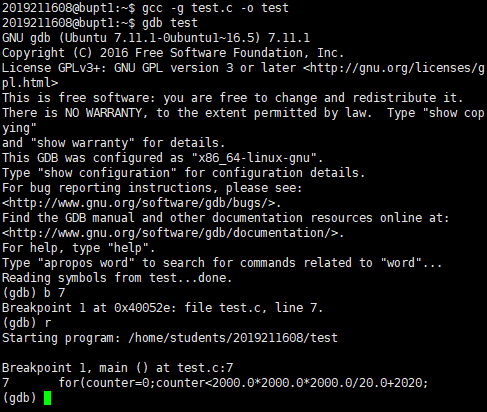 2019211608@bupt1:~$ gcc -g test.c -o test
2019211608@bupt1:~$ gdb test
GNU gdb (Ubuntu 7.11.1-0ubuntu1~16.5) 7.11.1
Copyright (C) 2016 Free Software Foundation, Inc.
License GPLv3+: GNU GPL version 3 or later <http://gnu.org/licenses/g
pl.html>
This is free software: you are free to change and redistribute it.
There is NO WARRANTY, to the extent permitted by law.  Type "show cop
ying"
and "show warranty" for details.
This GDB was configured as "x86_64-linux-gnu".
Type "show configuration" for configuration details.
For bug reporting instructions, please see:
<http://www.gnu.org/software/gdb/bugs/>.
Find the GDB manual and other documentation resources online at:
<http://www.gnu.org/software/gdb/documentation/>.
For help, type "help".
Type "apropos word" to search for commands related to "word"...
Reading symbols from test...done.
(gdb) b 7
Breakpoint 1 at 0x40052e: file test.c, line 7.
(gdb) r
Starting program: /home/students/2019211608/test

Breakpoint 1, main () at test.c:7
7       for(counter=0;counter<2000.0*2000.0*2000.0/20.0+2020;
(gdb)